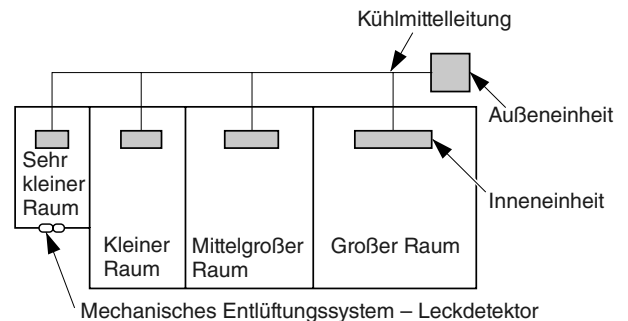 Kühlmittelleitung
Außeneinheit
Inneneinheit
Sehr
kleiner
Raum
Kleiner
Raum
Mittelgroßer
Raum
Großer Raum
Mechanisches Entlüftungssystem – Leckdetektor